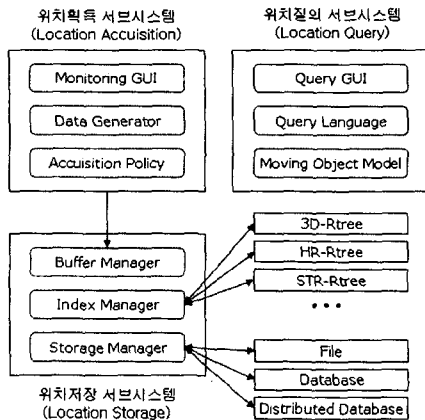 위치획득 서브시스템
(Location Accuisition)
Monitoring GUI
Data Generator
Acquisition Policy
위치질의 서브시스템
(Location Query)
Query GUI
Query Language
Moving Object Model
Buffer Manager
Index Manager
Storage Manager
위치저장 서브시스템
(Location Storage)
3D-Rtree
HR-Rtree
STR-Rtree
• • •
File
Database
Distributed Database